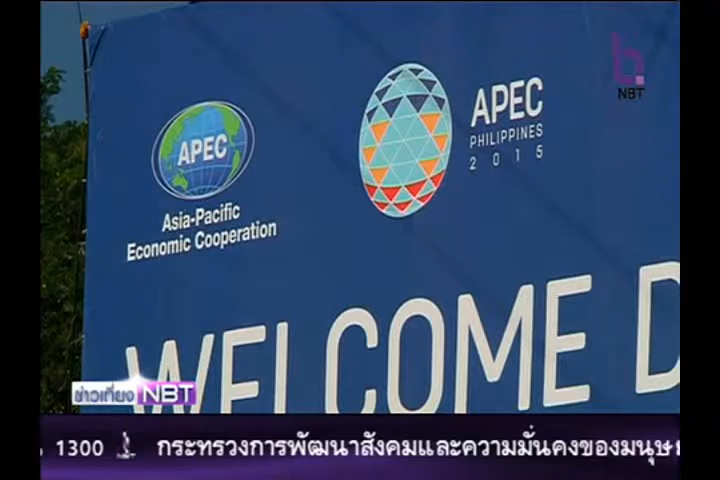 NBT
APEC
Asia-Pacific
Economic Cooperation
APEC
PHILIPPINES
2015
WELCOME
ข่าวเที่ยง NBT
1300 กระทรวงการพัฒนาสังคมและความมั่นคงของมนุษ